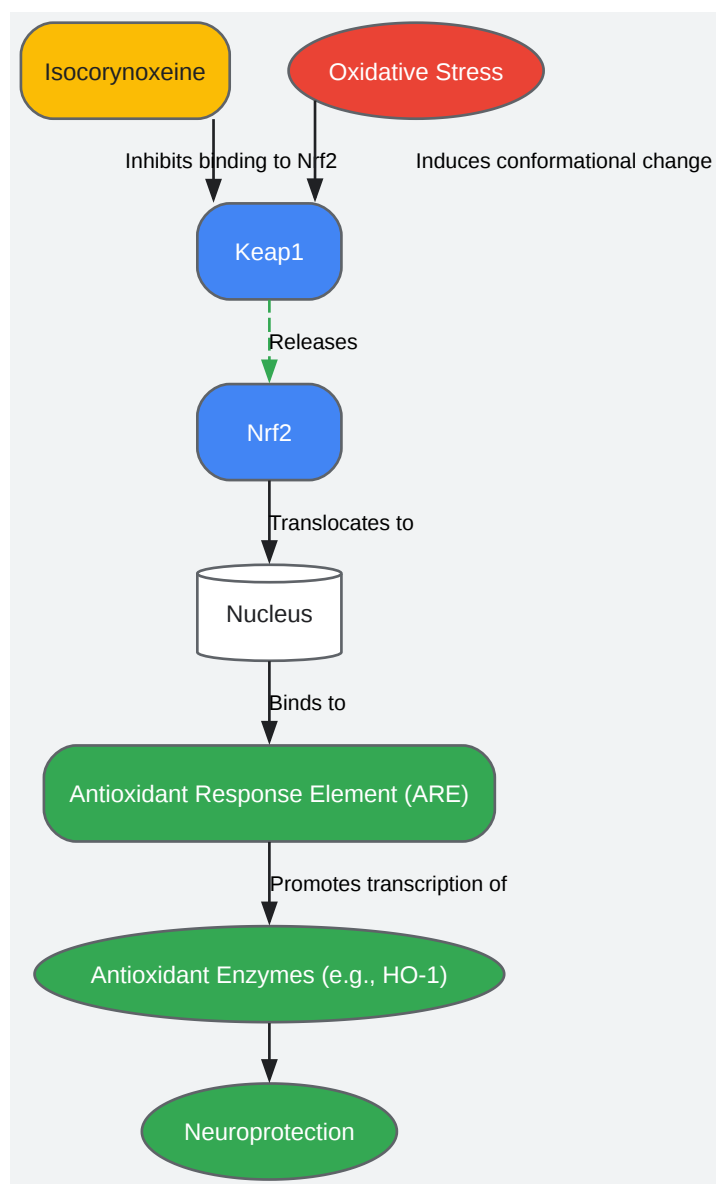 Isocorynoxeine
Oxidative Stress
Inhibits binding to Nrf2
Induces conformational change
Keap1
Releases
Nrf2
Translocates to
Nucleus
Binds to
Antioxidant Response Element (ARE)
Promotes transcription of
Antioxidant Enzymes (e.g., HO-1)
Neuroprotection